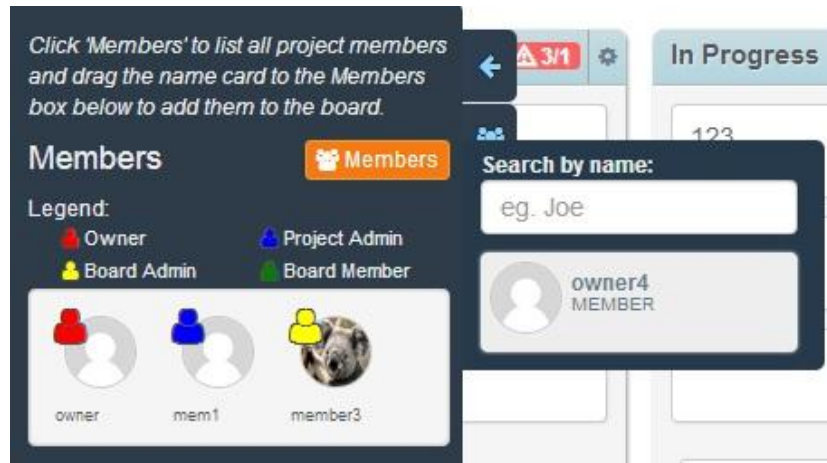 Click 'Members' to list all project members
and drag the name card to the Members
box below to add them to the board.
Members
Members
Legend:
Owner
Project Admin
Board Admin
Board Member
owner
mem1
member3
3/1
In Progress
123
Search by name:
eg. Joe
owner4
MEMBER